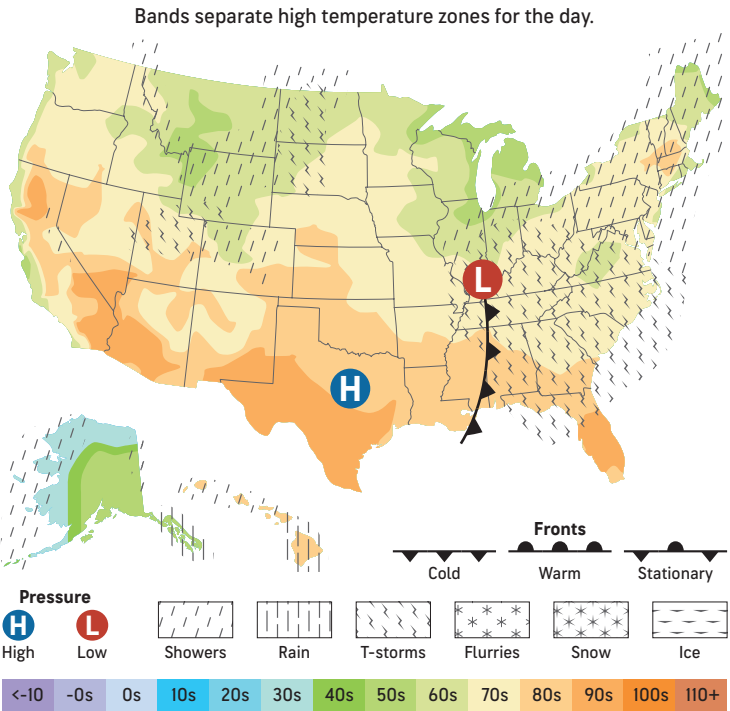 Bands separate high temperature zones for the day.
L
H
Fronts
Cold Warm Stationary
Pressure
H L
High Low Showers Rain T-storms Flurries Snow Ice
<-10 -0s 0s 10s 20s 30s 40s 50s 60s 70s 80s 90s 100s 110+